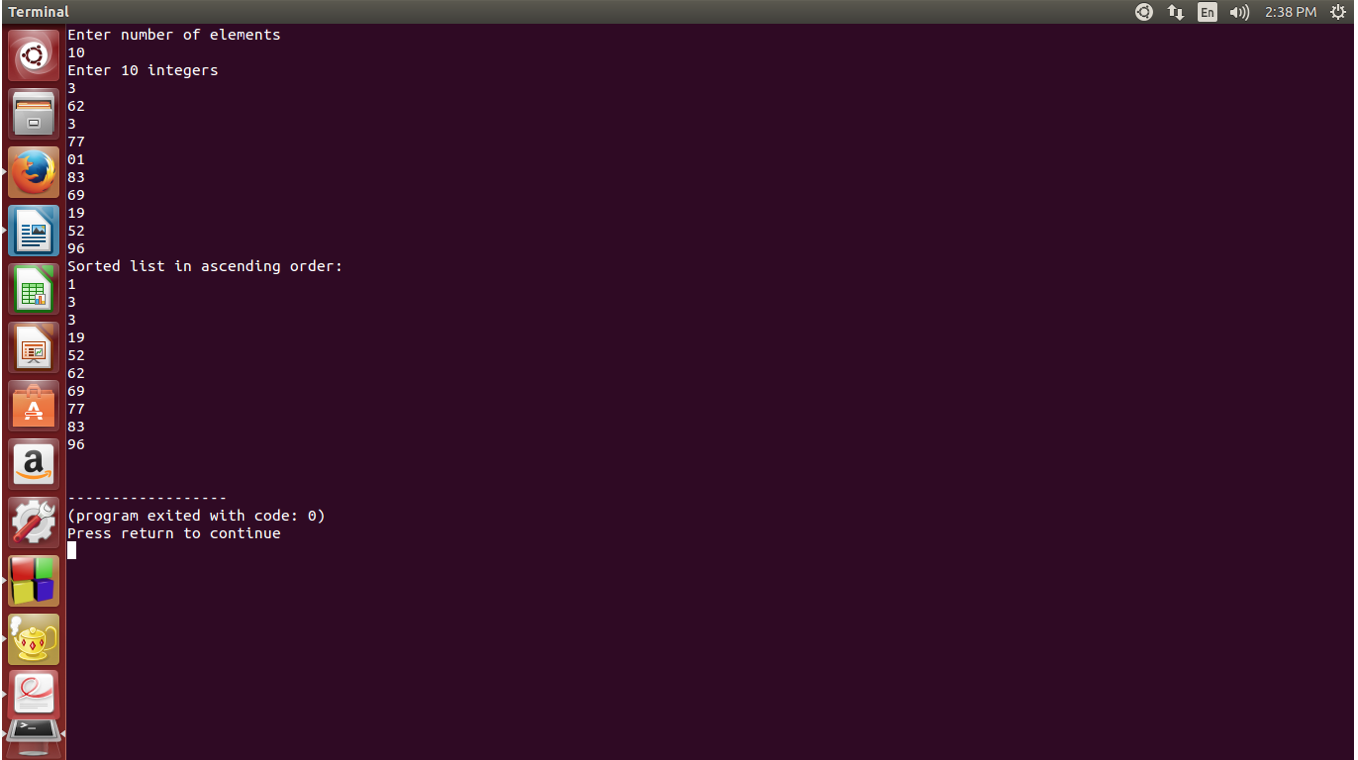 Terminal
En
2:38 PM
Enter number of elements
10
Enter 10 integers
3
62
3
77
01
83
69
19
52
96
Sorted list in ascending order:
1
3
3
19
52
62
69
77
83
96
------------------
(program exited with code: 0)
Press return to continue
A
a
>_